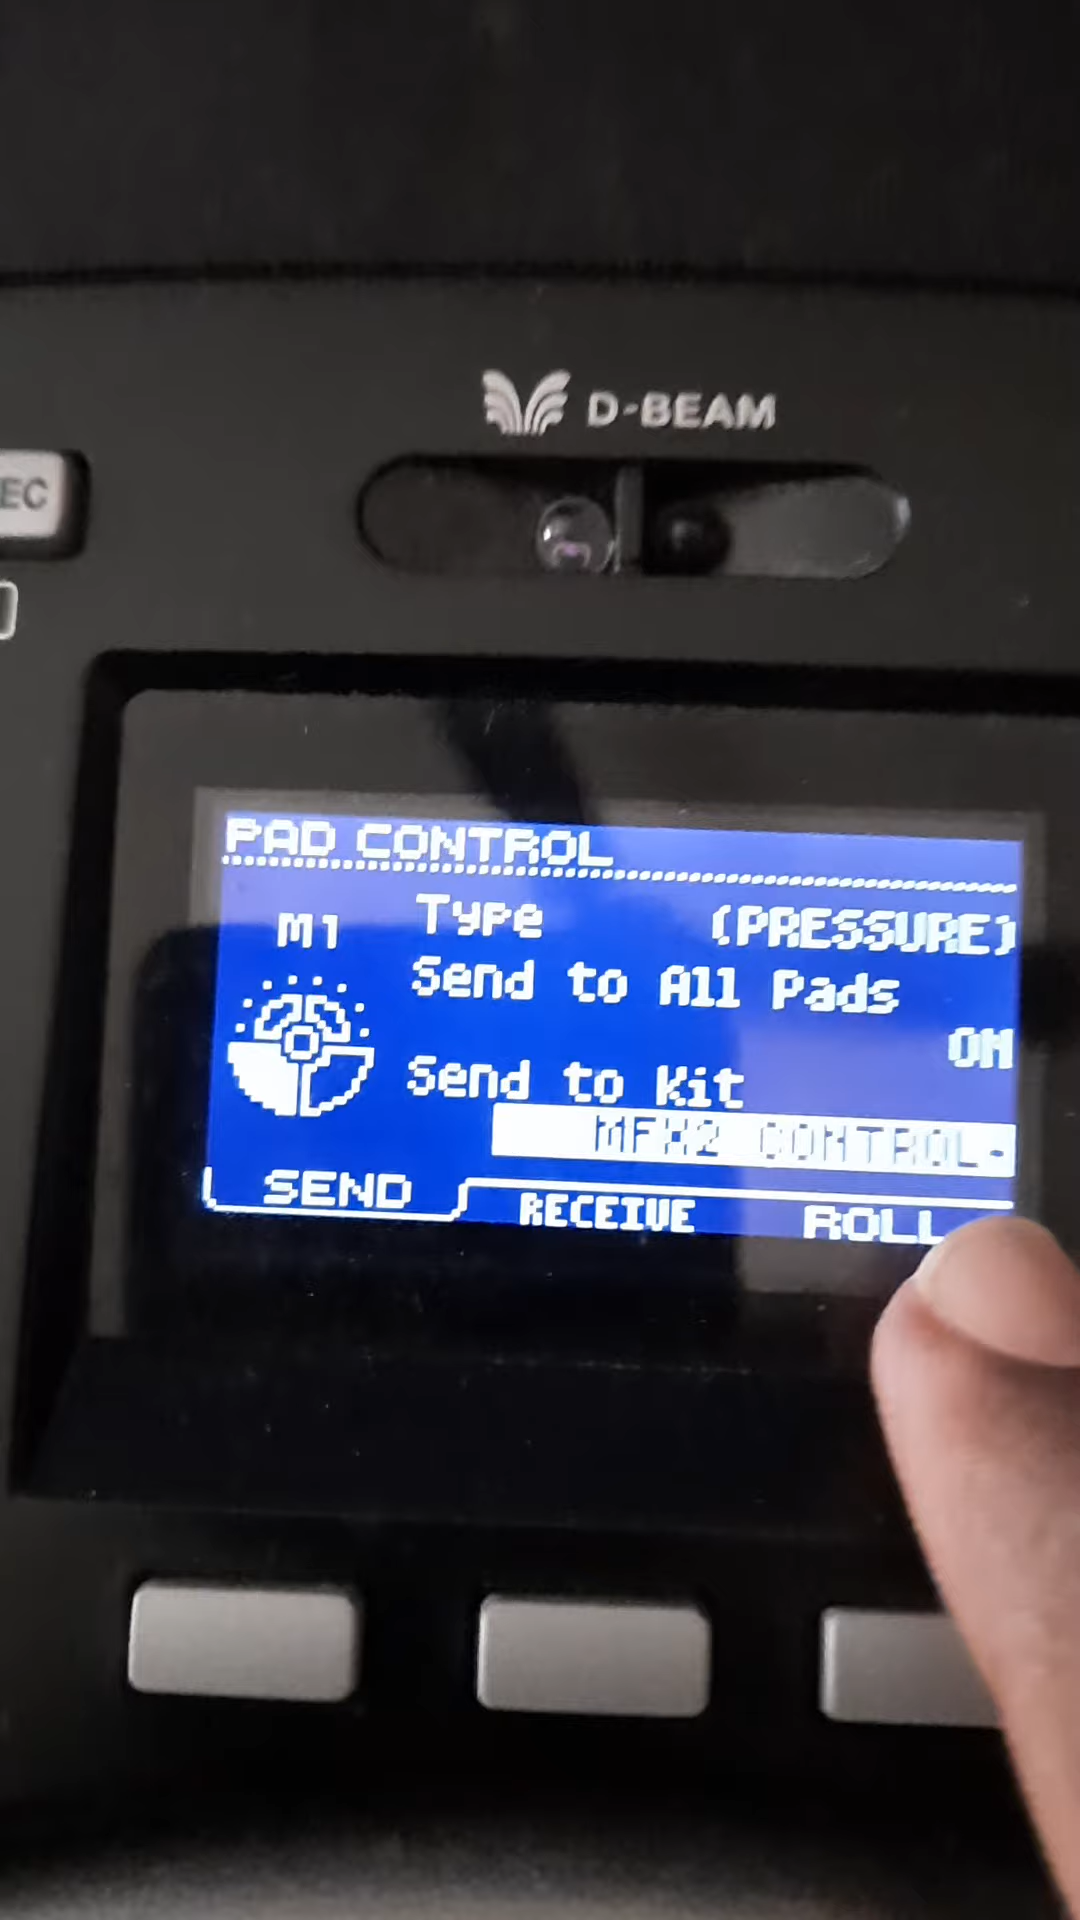 D-BEAM
EC
PAD CONTROL
M1
Type (PRESSURE)
Send to All Pads
ON
Send to Kit
MFX2 CONTROL-
SEND RECEIVE ROLL